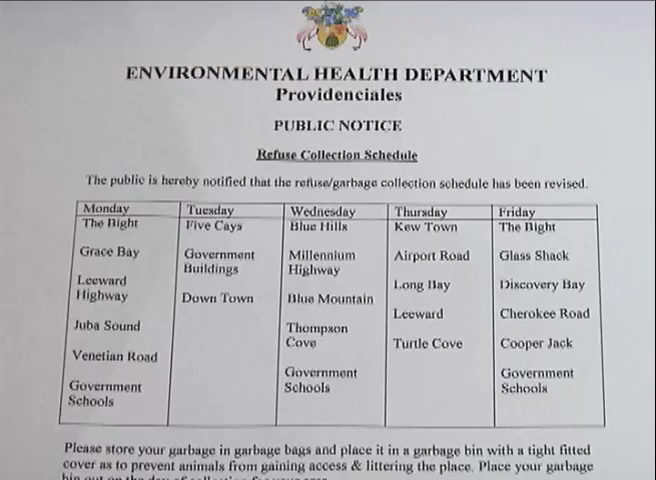 ENVIRONMENTAL HEALTH DEPARTMENT
Providenciales
PUBLIC NOTICE
Refuse Collection Schedule
The public is hereby notified that the refuse/garbage collection schedule has been revised.
Monday
The Bight
Grace Bay
Leeward
Highway
Juba Sound
Venetian Road
Government
Schools
Tuesday
Five Cays
Government
Buildings
Down Town
Wednesday
Blue Hills
Millennium
Highway
Blue Mountain
Thompson
Cove
Government
Schools
Thursday
Kew Town
Airport Road
Long Bay
Leeward
Turtle Cove
Friday
The Bight
Glass Shack
Discovery Bay
Cherokee Road
Cooper Jack
Government
Schools
Please store your garbage in garbage bags and place it in a garbage bin with a tight fitted
cover as to prevent animals from gaining access & littering the place. Place your garbage